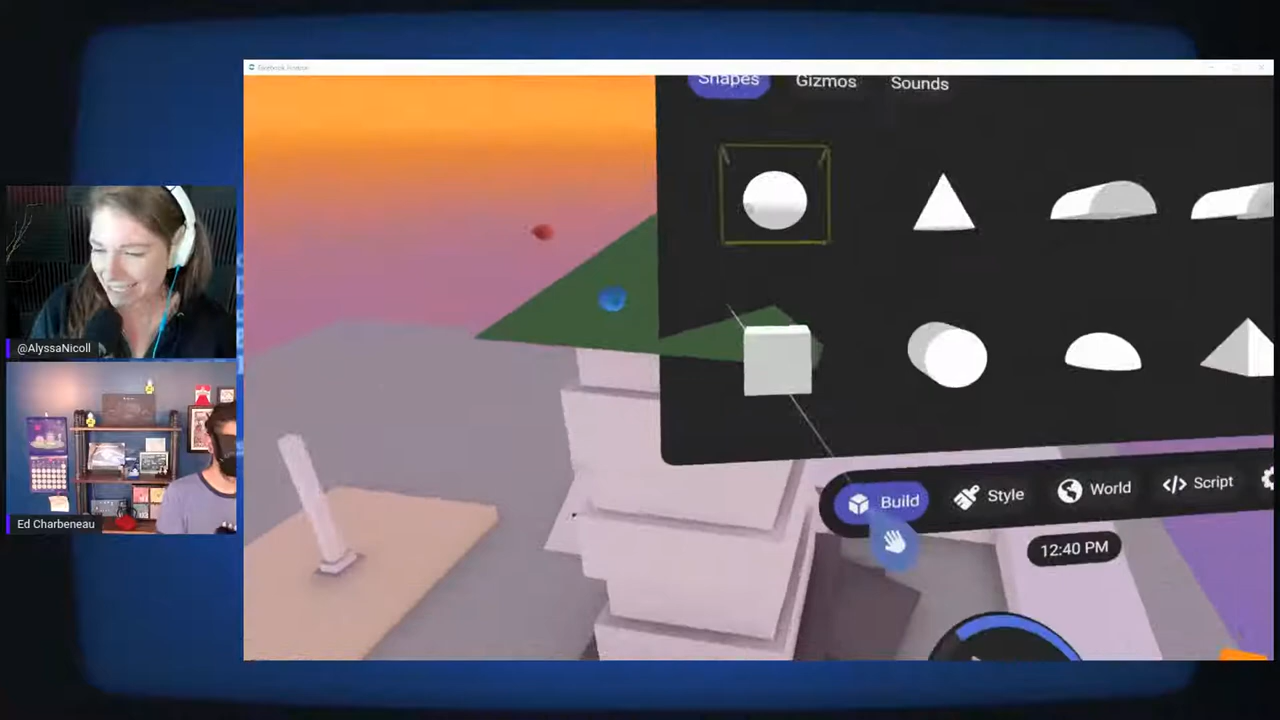 Shapes
Gizmos
Sounds
@AlyssaNicoll
Ed Charbeneau
Build
Style
World
Script
12:40 PM